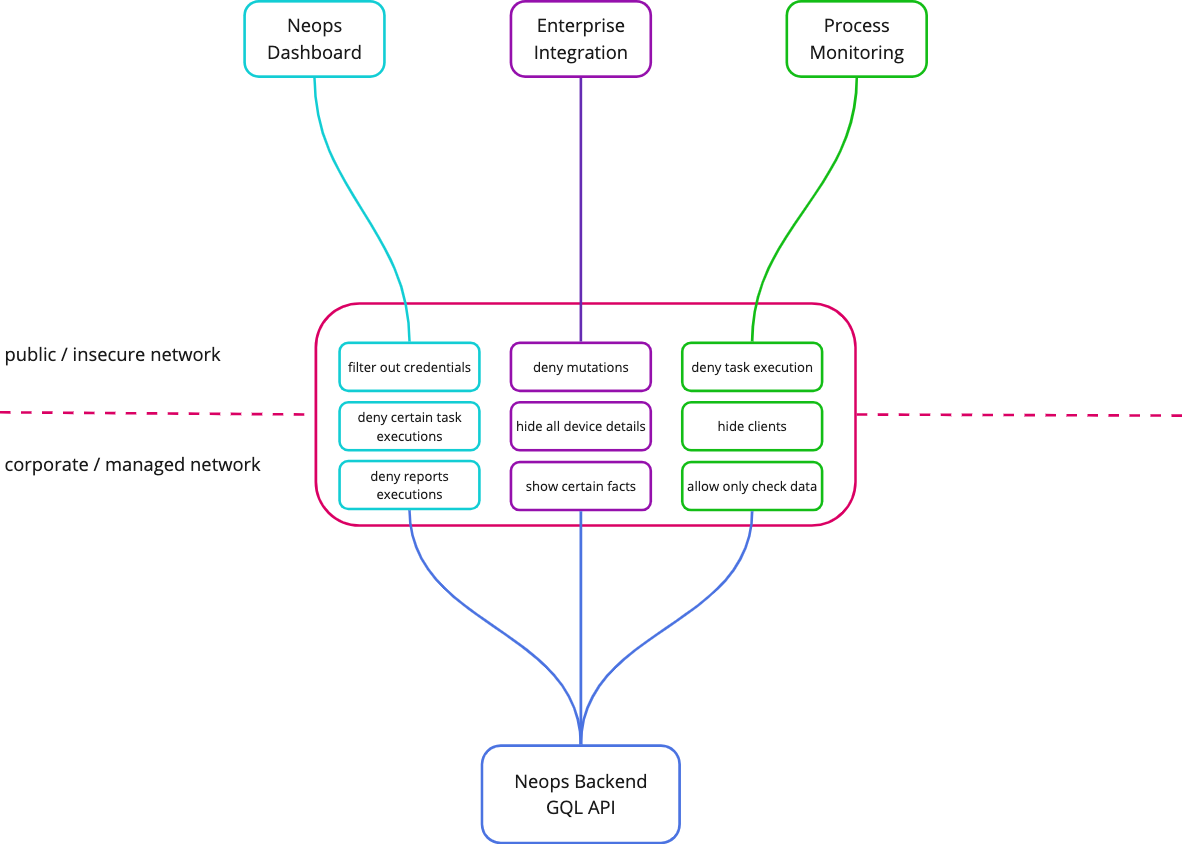 Neops
Dashboard
Enterprise
Integration
Process
Monitoring
public / insecure network
corporate / managed network
filter out credentials
deny certain task
executions
deny reports
executions
deny mutations
hide all device details
show certain facts
deny task execution
hide clients
allow only check data
Neops Backend
GQL API